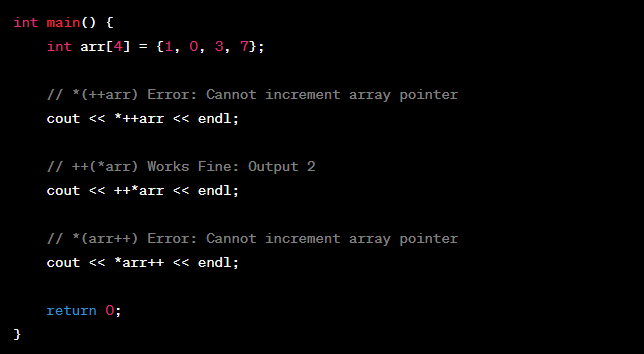 int main() {
    int arr[4] = {1, 0, 3, 7};
    // *(++arr) Error: Cannot increment array pointer
    cout << *++arr << endl;
    // ++(*arr) Works Fine: Output 2
    cout << ++*arr << endl;
    // *(arr++) Error: Cannot increment array pointer
    cout << *arr++ << endl;
    return 0;
}